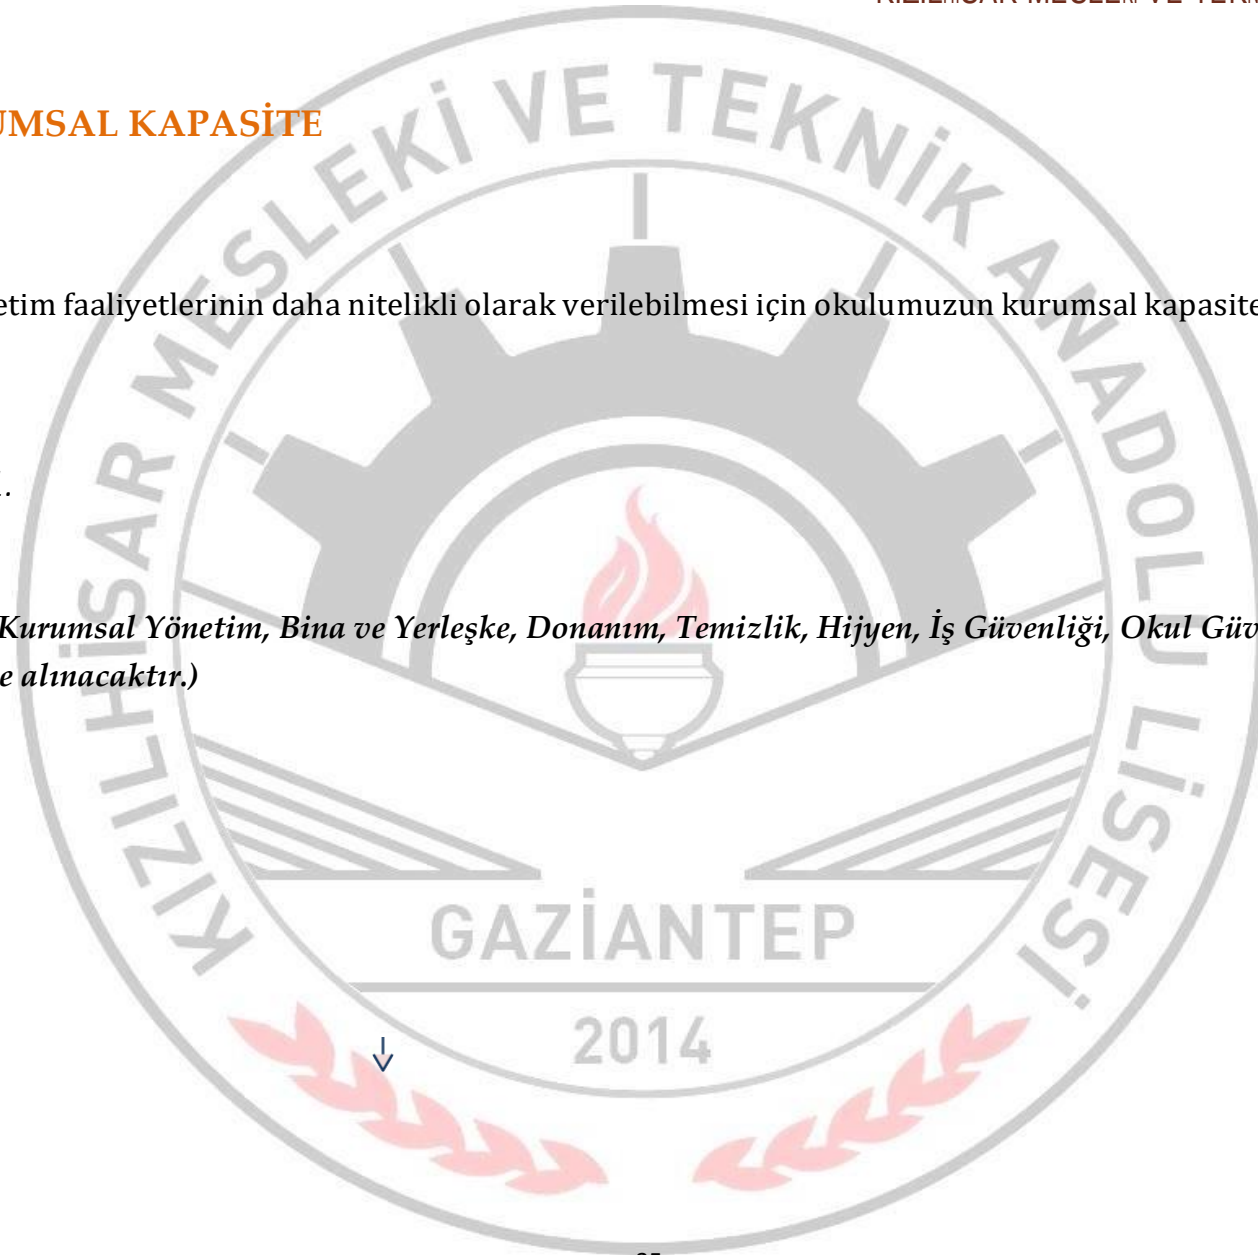 UMSAL KAPASİTE
etim faaliyetlerinin daha nitelikli olarak verilebilmesi için okulumuzun kurumsal kapasite
Kurumsal Yönetim, Bina ve Yerleşke, Donanım, Temizlik, Hijyen, İş Güvenliği, Okul Güv
e alınacaktır.)
KIZILHİSAR MESLEKİ VE TEKNİK ANADOLU LİSESİ
GAZİANTEP
2014